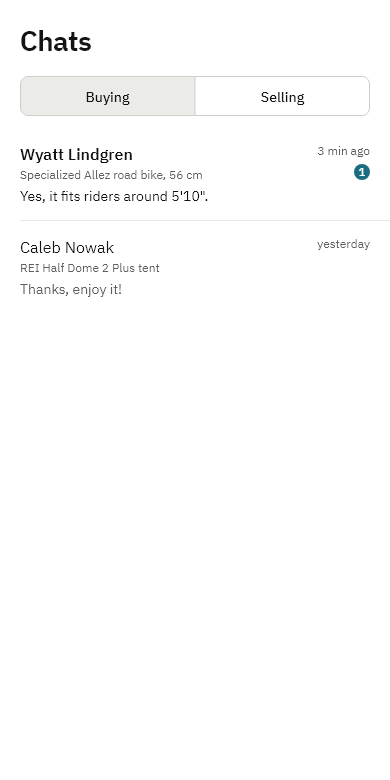 Chats
Buying
Selling
Wyatt Lindgren
3 min ago
Specialized Allez road bike, 56 cm
1
Yes, it fits riders around 5'10".
Caleb Nowak
yesterday
REI Half Dome 2 Plus tent
Thanks, enjoy it!